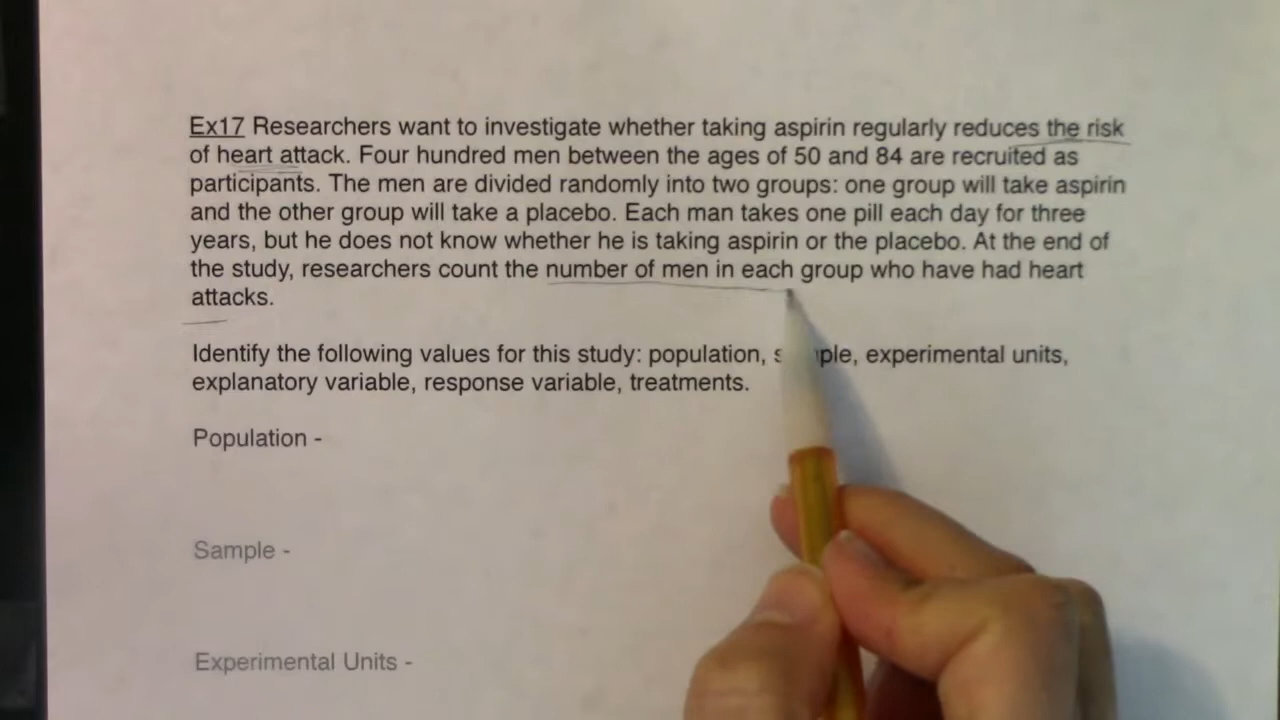 Ex17 Researchers want to investigate whether taking aspirin regularly reduces the risk
of heart attack. Four hundred men between the ages of 50 and 84 are recruited as
participants. The men are divided randomly into two groups: one group will take aspirin
and the other group will take a placebo. Each man takes one pill each day for three
years, but he does not know whether he is taking aspirin or the placebo. At the end of
the study, researchers count the number of men in each group who have had heart
attacks.
Identify the following values for this study: population, experimental units,
explanatory variable, response variable, treatments.
Population -
Sample -
Experimental Units -